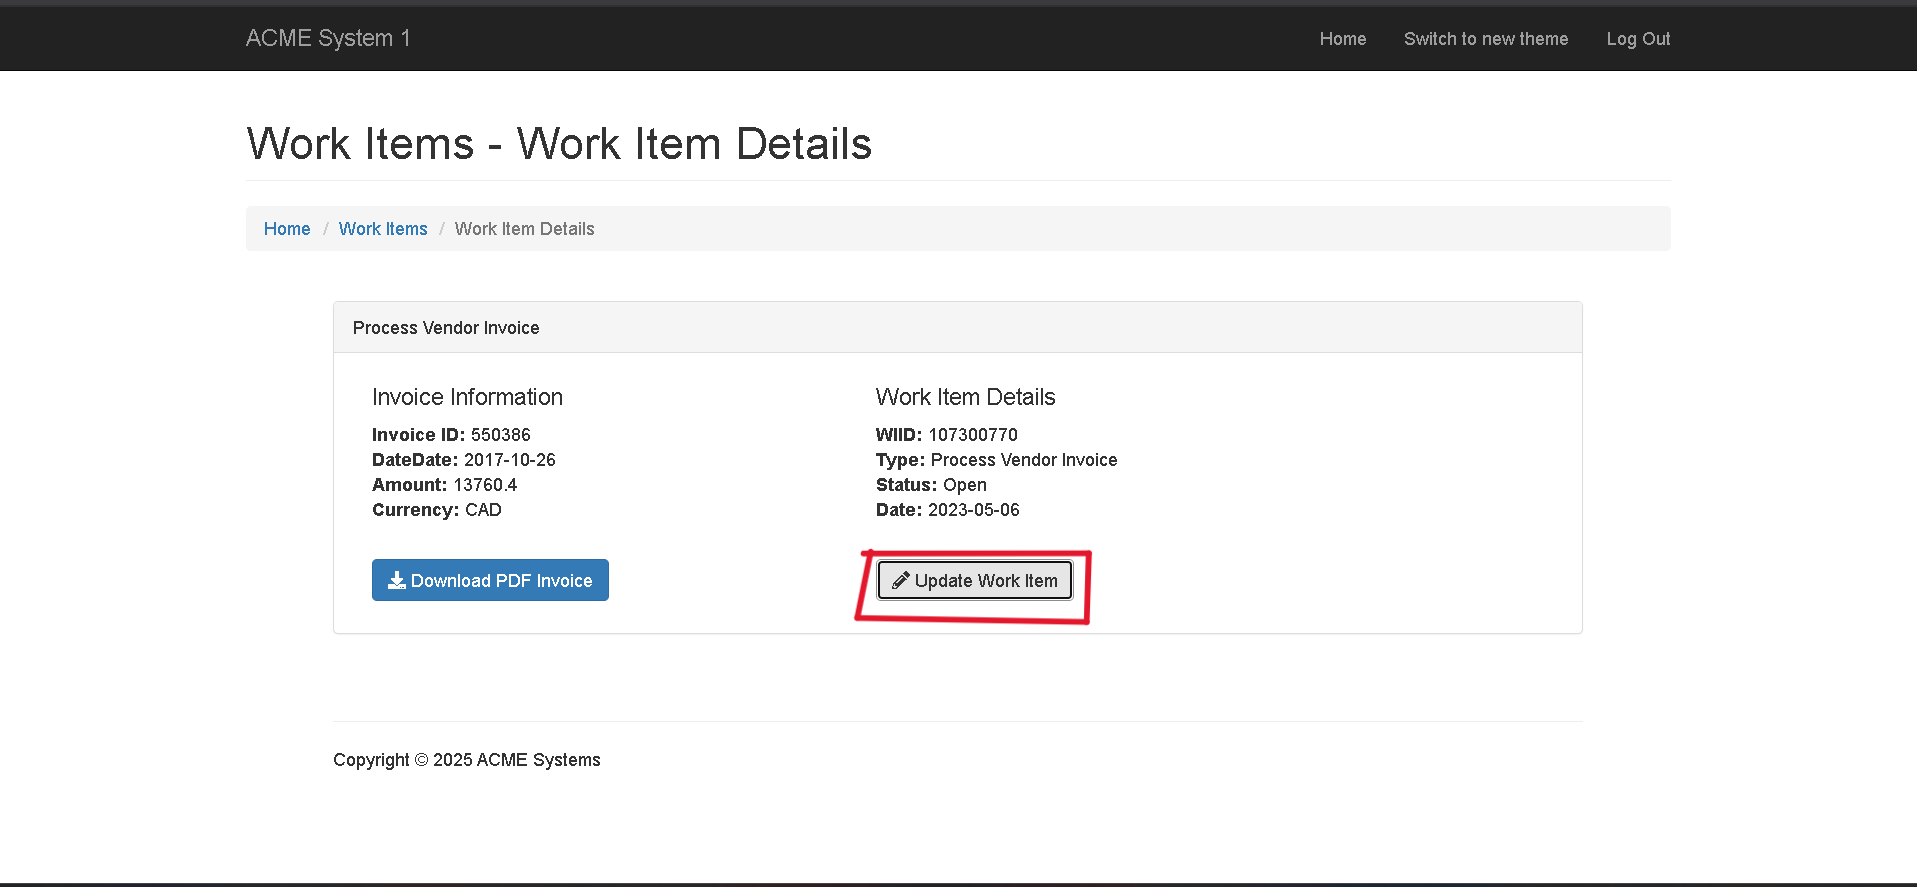 ACME System 1
Home
Switch to new theme
Log Out
Work Items - Work Item Details
Home / Work Items / Work Item Details
Process Vendor Invoice
Invoice Information
Invoice ID: 550386
DateDate: 2017-10-26
Amount: 13760.4
Currency: CAD
Download PDF Invoice
Work Item Details
WIID: 107300770
Type: Process Vendor Invoice
Status: Open
Date: 2023-05-06
Update Work Item
Copyright © 2025 ACME Systems